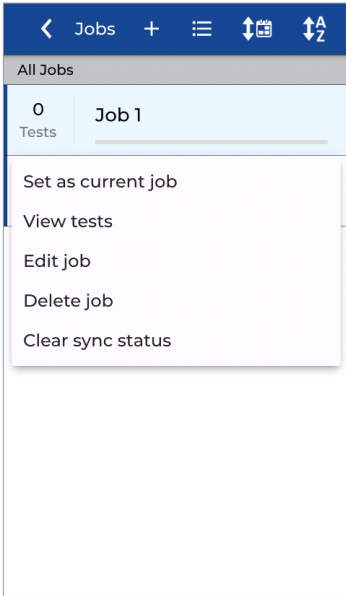 Jobs
A
Z
All Jobs
0
Job 1
Tests
Set as current job
View tests
Edit job
Delete job
Clear sync status